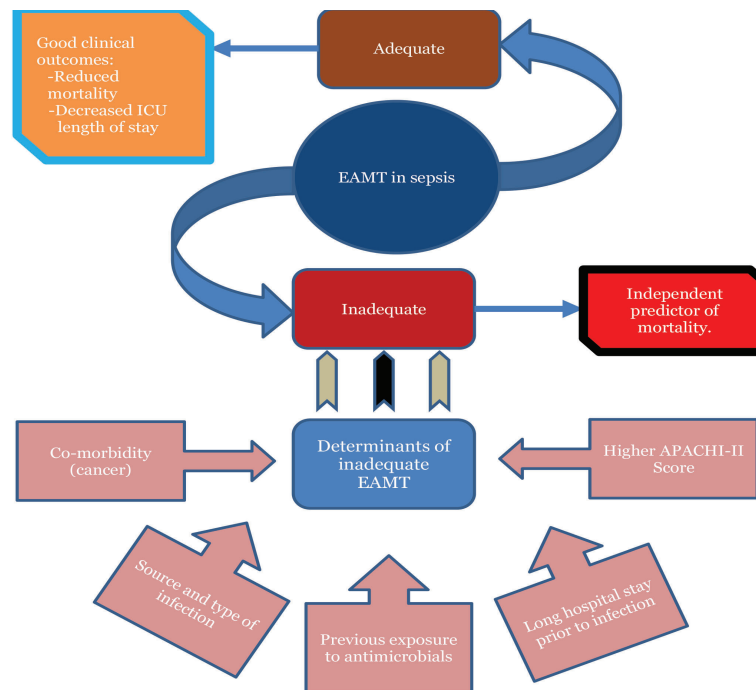 Good clinical
outcomes:
-Reduced
mortality
-Decreased ICU
length of stay
Adequate
EAMT in sepsis
Inadequate
Independent
predictor of
mortality.
Co-morbidity
(cancer)
Determinants of
inadequate
EAMT
Higher APACHI-II
Score
Source and type of
infection
Previous exposure
to antimicrobials
Long hospital stay
prior to infection